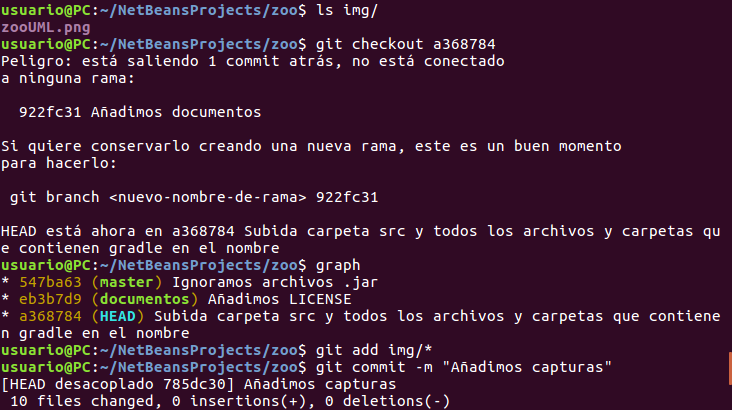 usuario@PC:~/NetBeansProjects/zoo$ ls img/
zooUML.png
usuario@PC:~/NetBeansProjects/zoo$ git checkout a368784
Peligro: está saliendo 1 commit atrás, no está conectado
a ninguna rama:
922fc31 Añadimos documentos
Si quiere conservarlo creando una nueva rama, este es un buen momento
para hacerlo:
git branch <nuevo-nombre-de-rama> 922fc31
HEAD está ahora en a368784 Subida carpeta src y todos los archivos y carpetas qu
e contienen gradle en el nombre
usuario@PC:~/NetBeansProjects/zoo$ graph
* 547ba63 (master) Ignoramos archivos .jar
* eb3b7d9 (documentos) Añadimos LICENSE
* a368784 (HEAD) Subida carpeta src y todos los archivos y carpetas que contiene
n gradle en el nombre
usuario@PC:~/NetBeansProjects/zoo$ git add img/*
usuario@PC:~/NetBeansProjects/zoo$ git commit -m "Añadimos capturas"
[HEAD desacoplado 785dc30] Añadimos capturas
10 files changed, 0 insertions(+), 0 deletions(-)